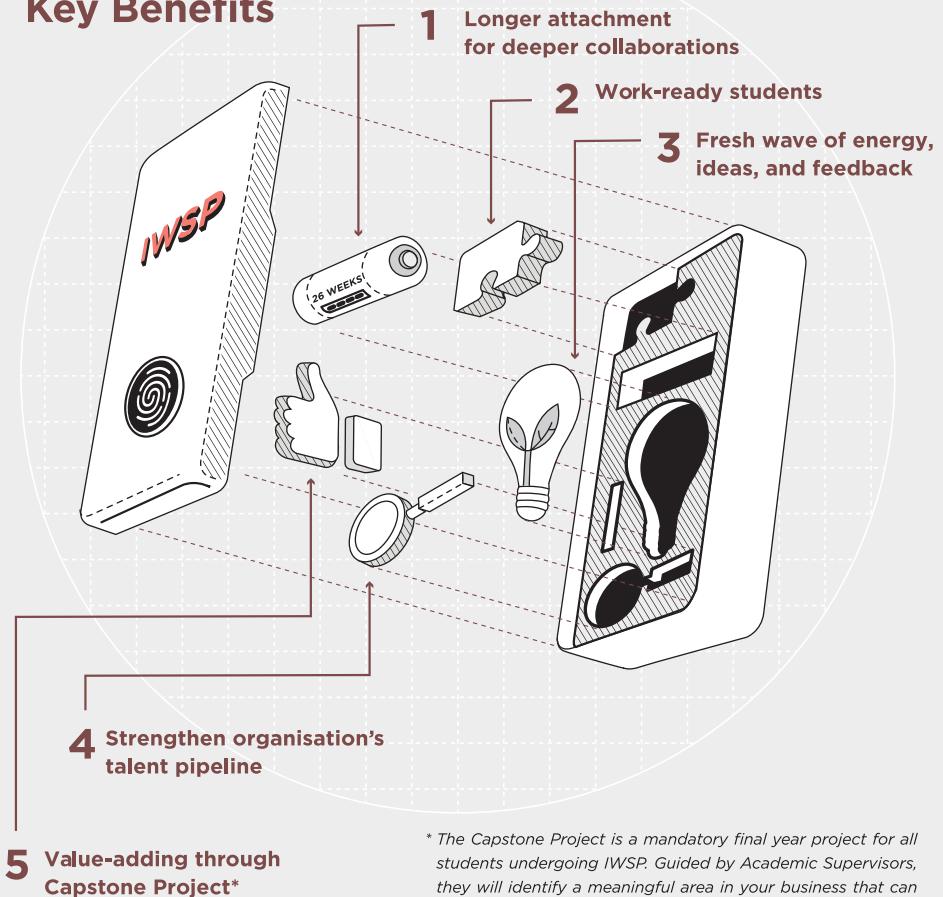 Key Benefits
1 Longer attachment
for deeper collaborations
2 Work-ready students
3 Fresh wave of energy,
ideas, and feedback
IWSP
26 WEEKS
4 Strengthen organisation's
talent pipeline
5 Value-adding through
Capstone Project*
* The Capstone Project is a mandatory final year project for all
students undergoing IWSP. Guided by Academic Supervisors,
they will identify a meaningful area in your business that can